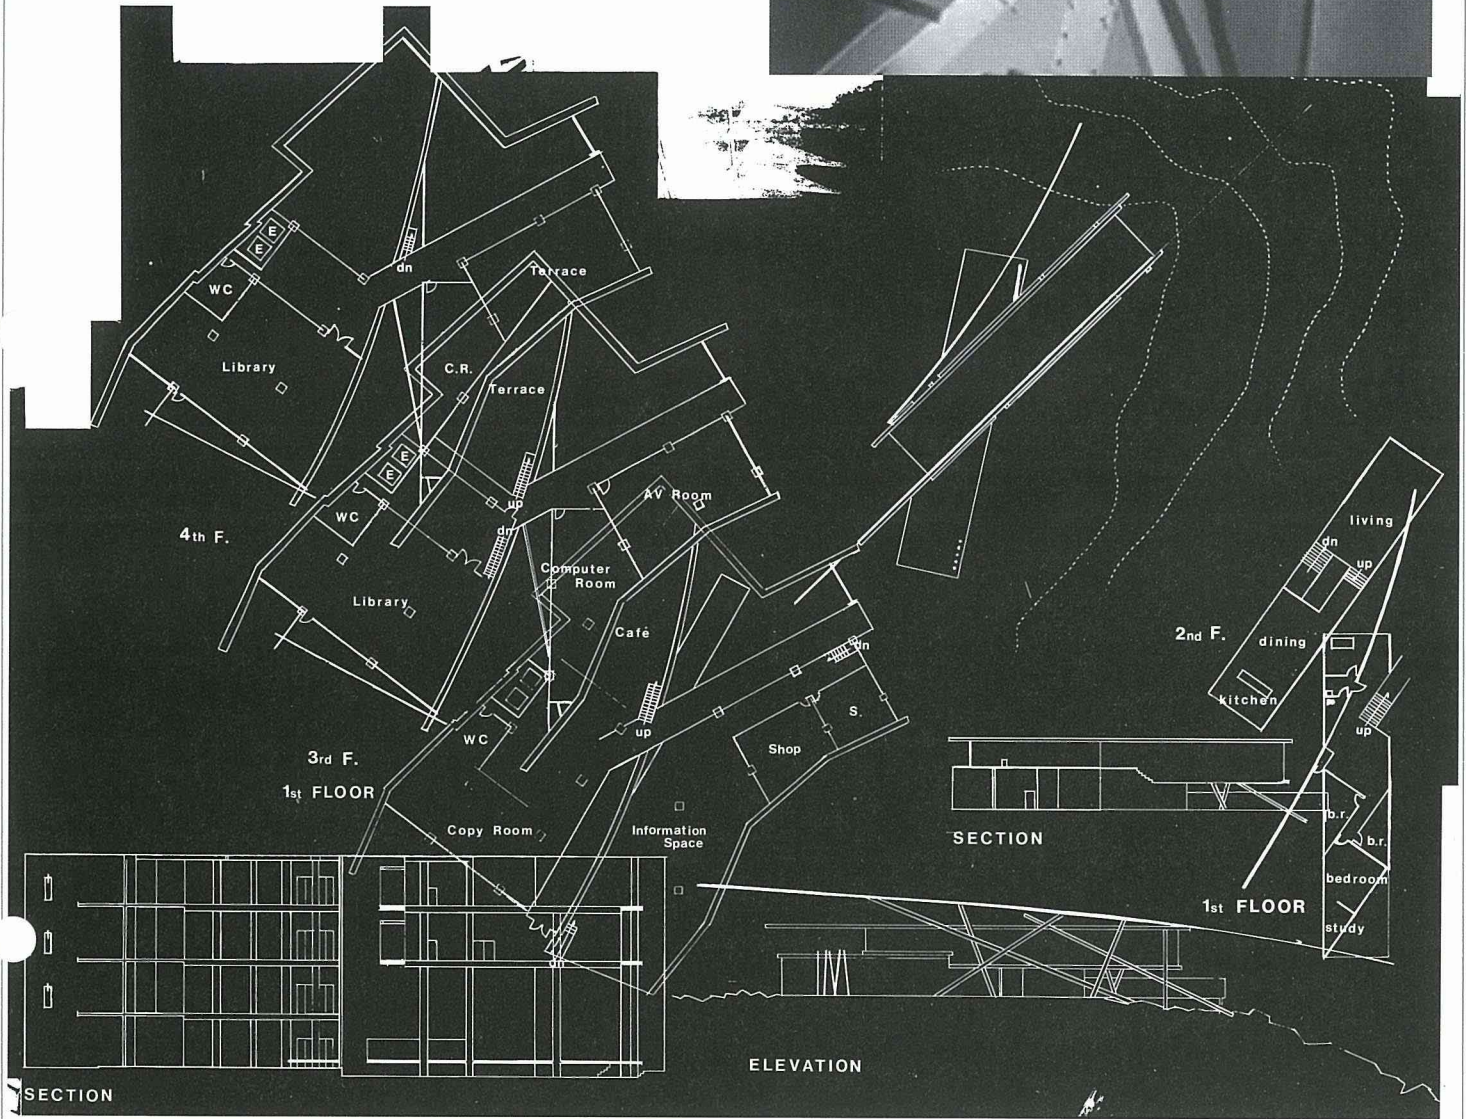 E
E
dn
WC
Terrace
Library
C.R.
Terrace
E
E
WC
up
dn
AV Room
4th F.
Computer
Room
Library
Café
living
dn
up
2nd F.
dining
kitchen
up
dn
WC
up
S.
Shop
3rd F.
1st FLOOR
Copy Room
Information
Space
SECTION
b.r.
b.r.
bedroom
1st FLOOR
study
ELEVATION
SECTION